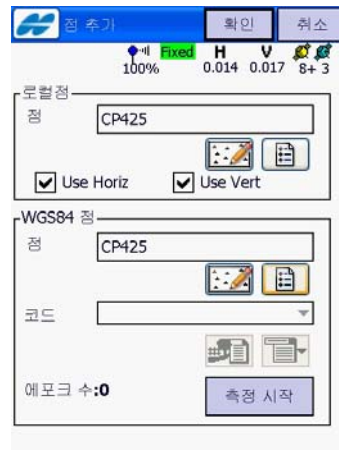 점 추가 확인 취소
Fixed H V
100% 0.014 0.017 8+ 3
로컬점
점 CP425
Use Horiz Use Vert
WGS84 점
점 CP425
코드
에포크 수:0 측정 시작